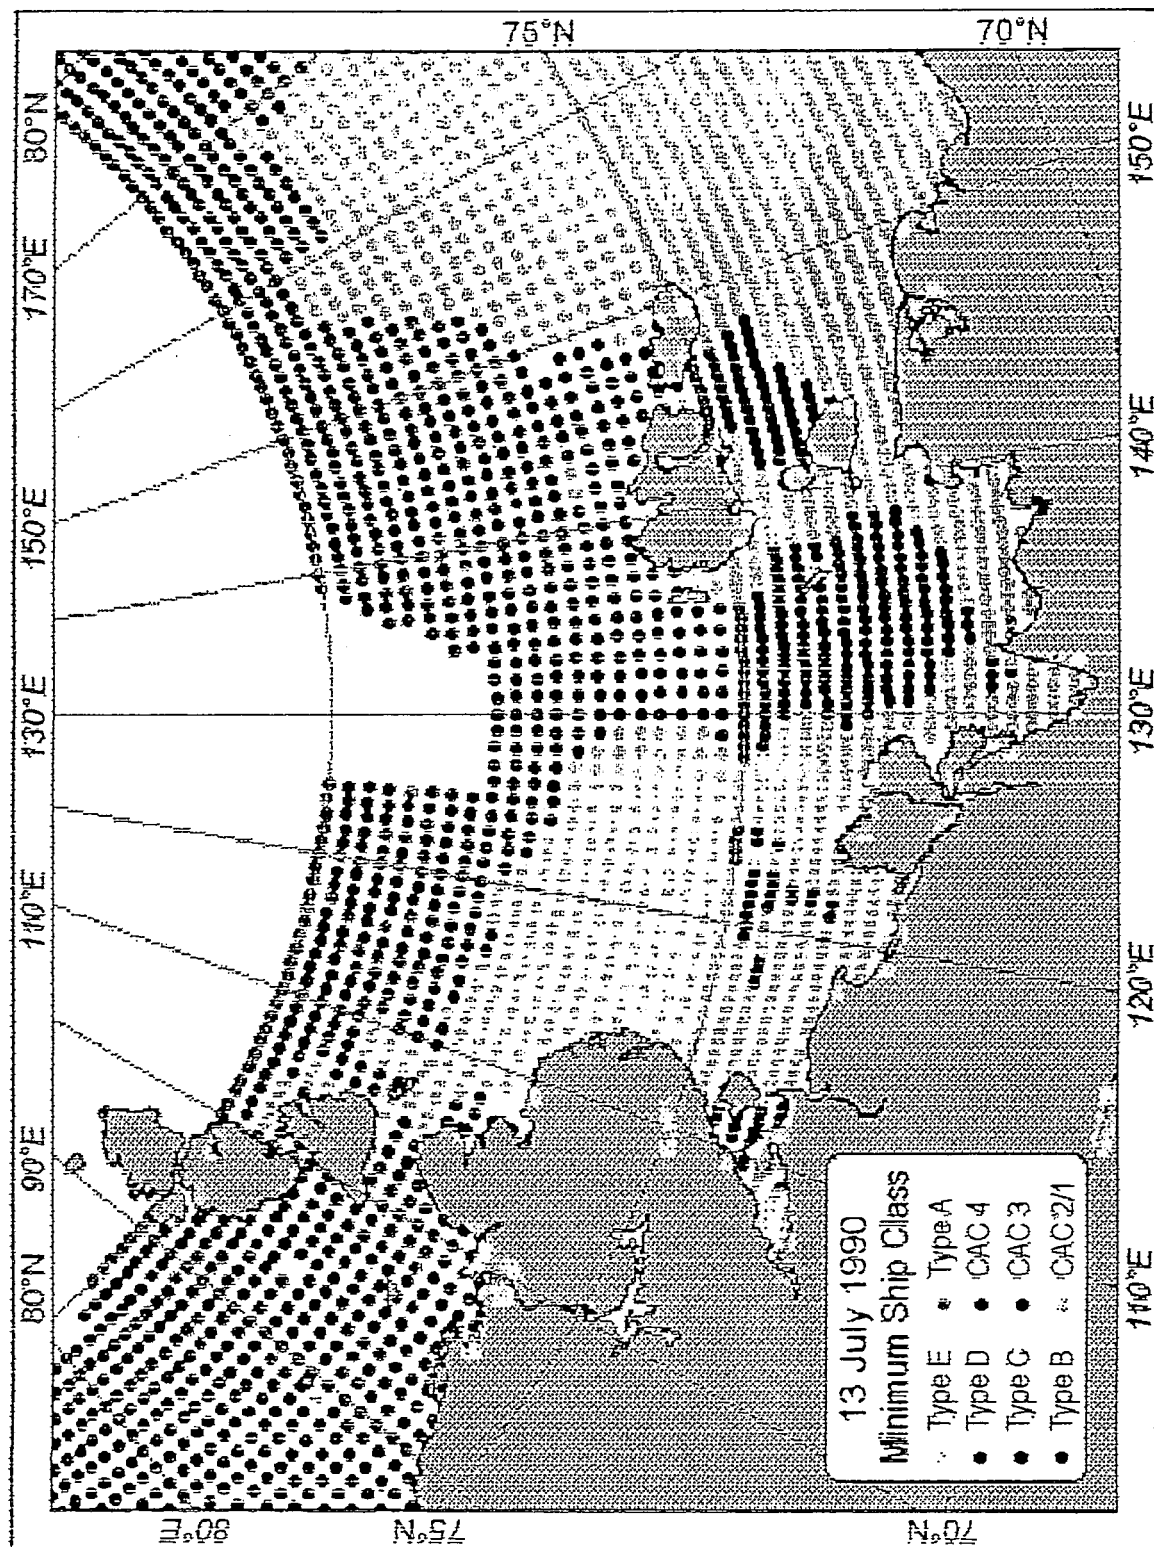 75°N
70°N
80°N
170°E
150°E
130°E
110°E
90°E
80°N
150°E
140°E
130°E
120°E
110°E
80°E
75°N
70°N
13 July 1990
Minimum Ship Class
Type E Type A
Type D CAC 4
Type C CAC 3
Type B CAC 2/1